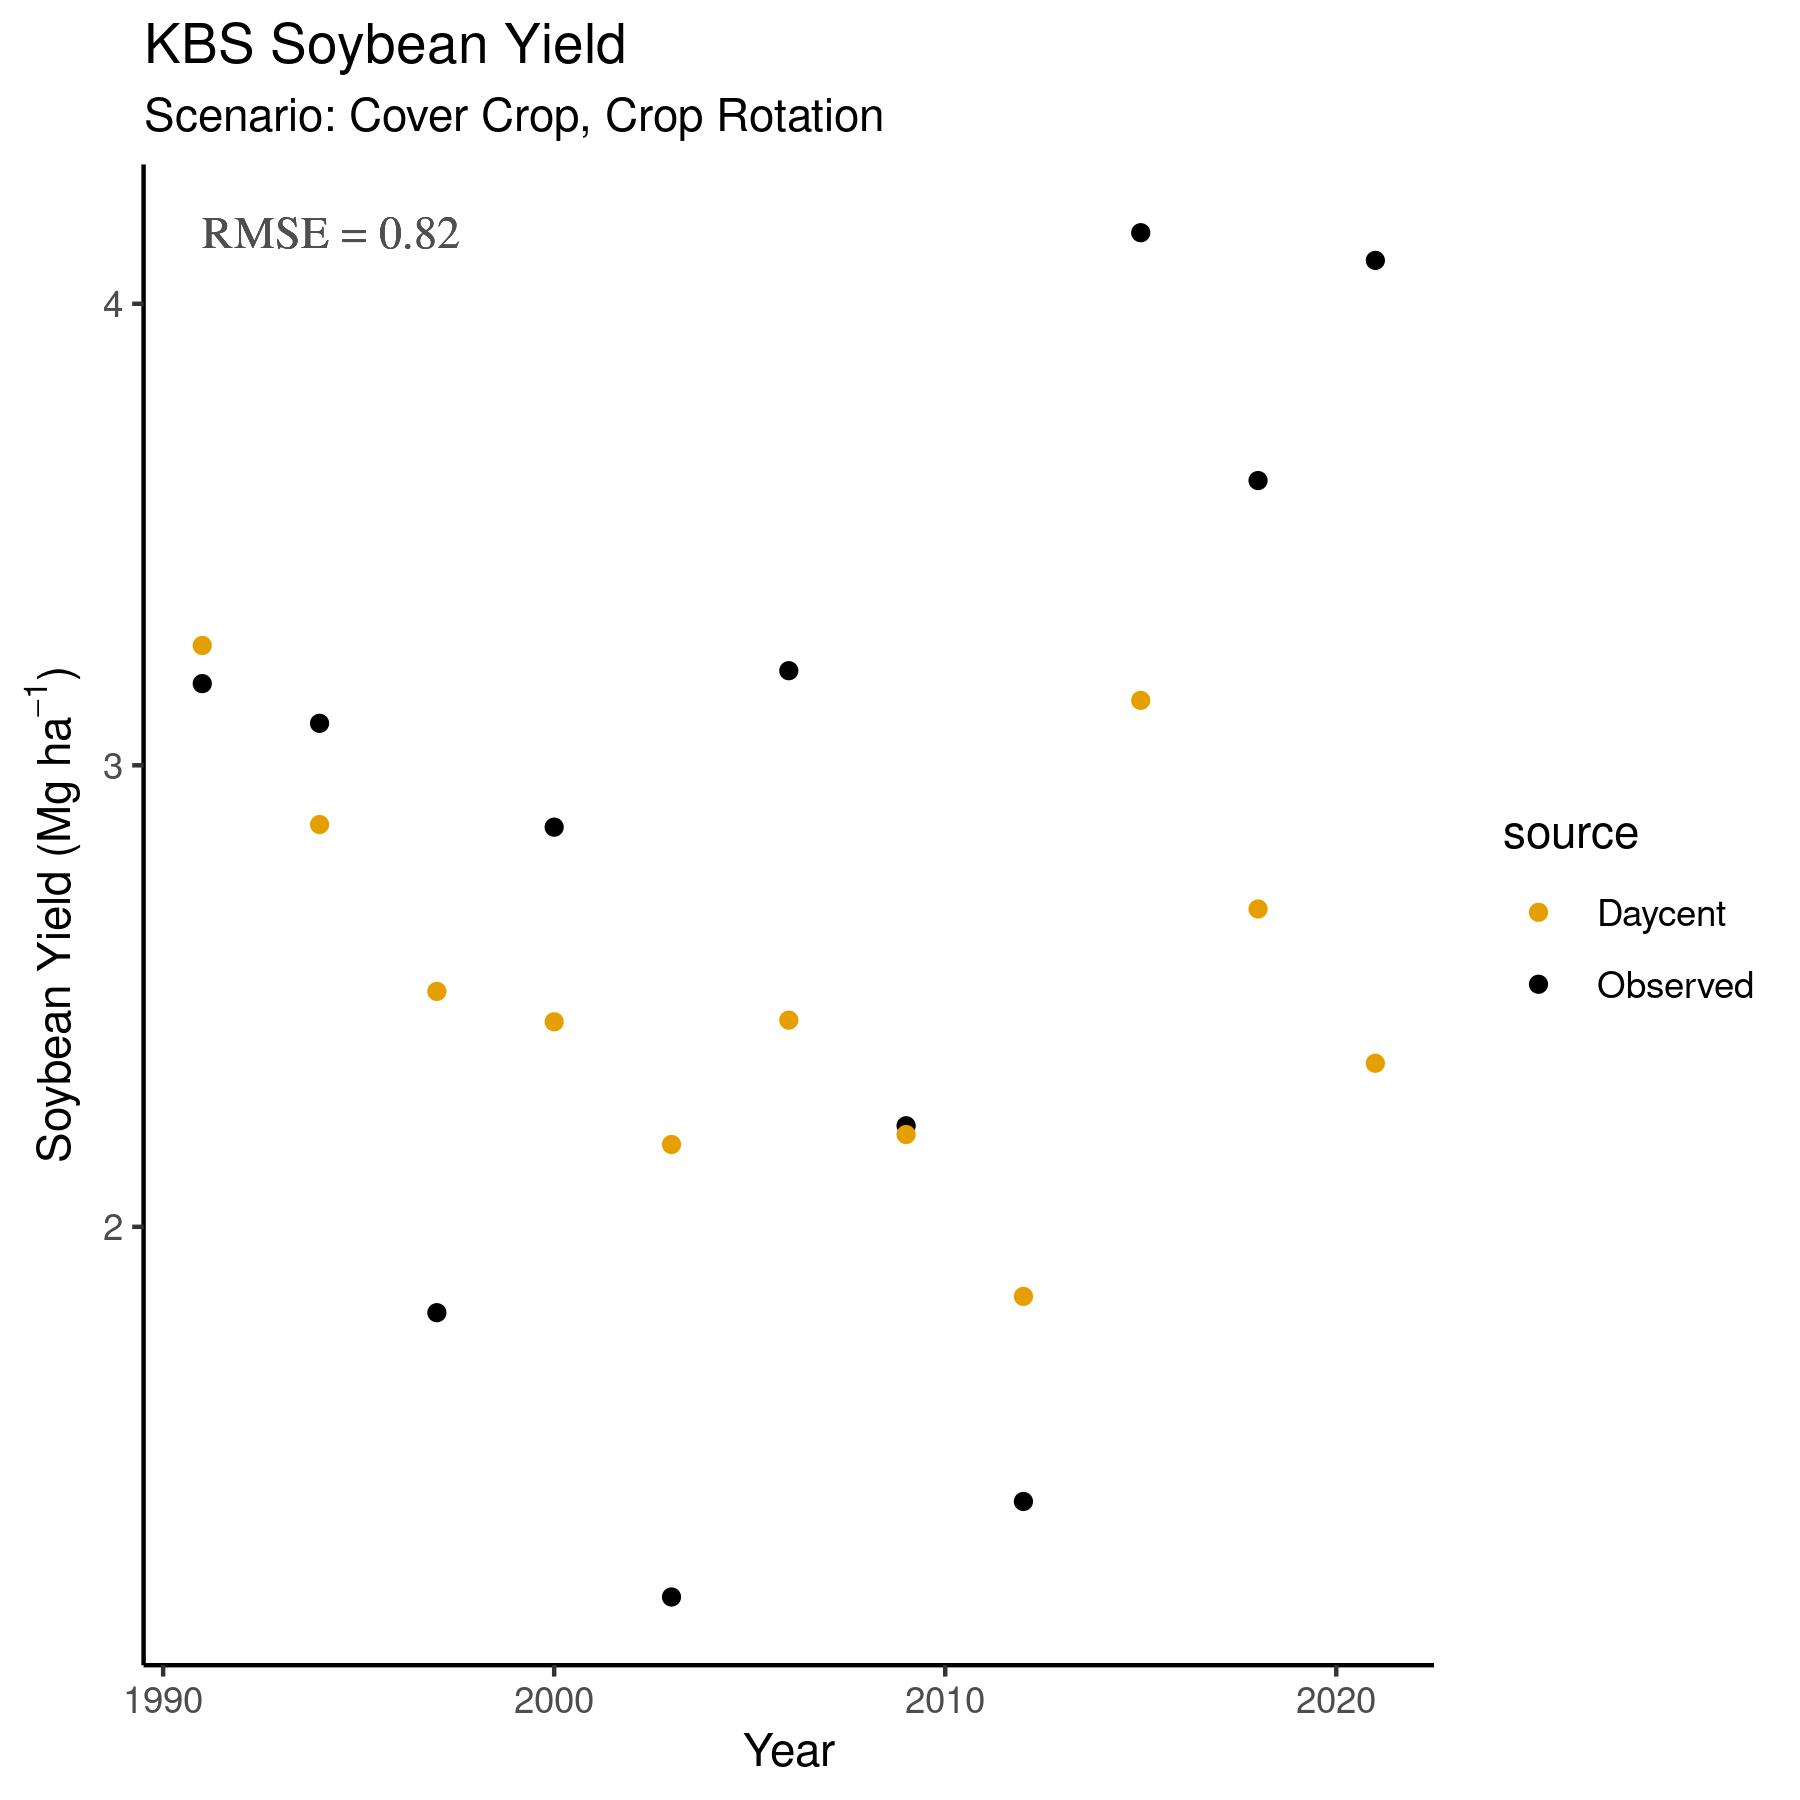 KBS Soybean Yield
Scenario: Cover Crop, Crop Rotation
RMSE = 0.82
4
3
2
Soybean Yield (Mg ha⁻¹)
1990
2000
2010
2020
Year
source
Daycent
Observed